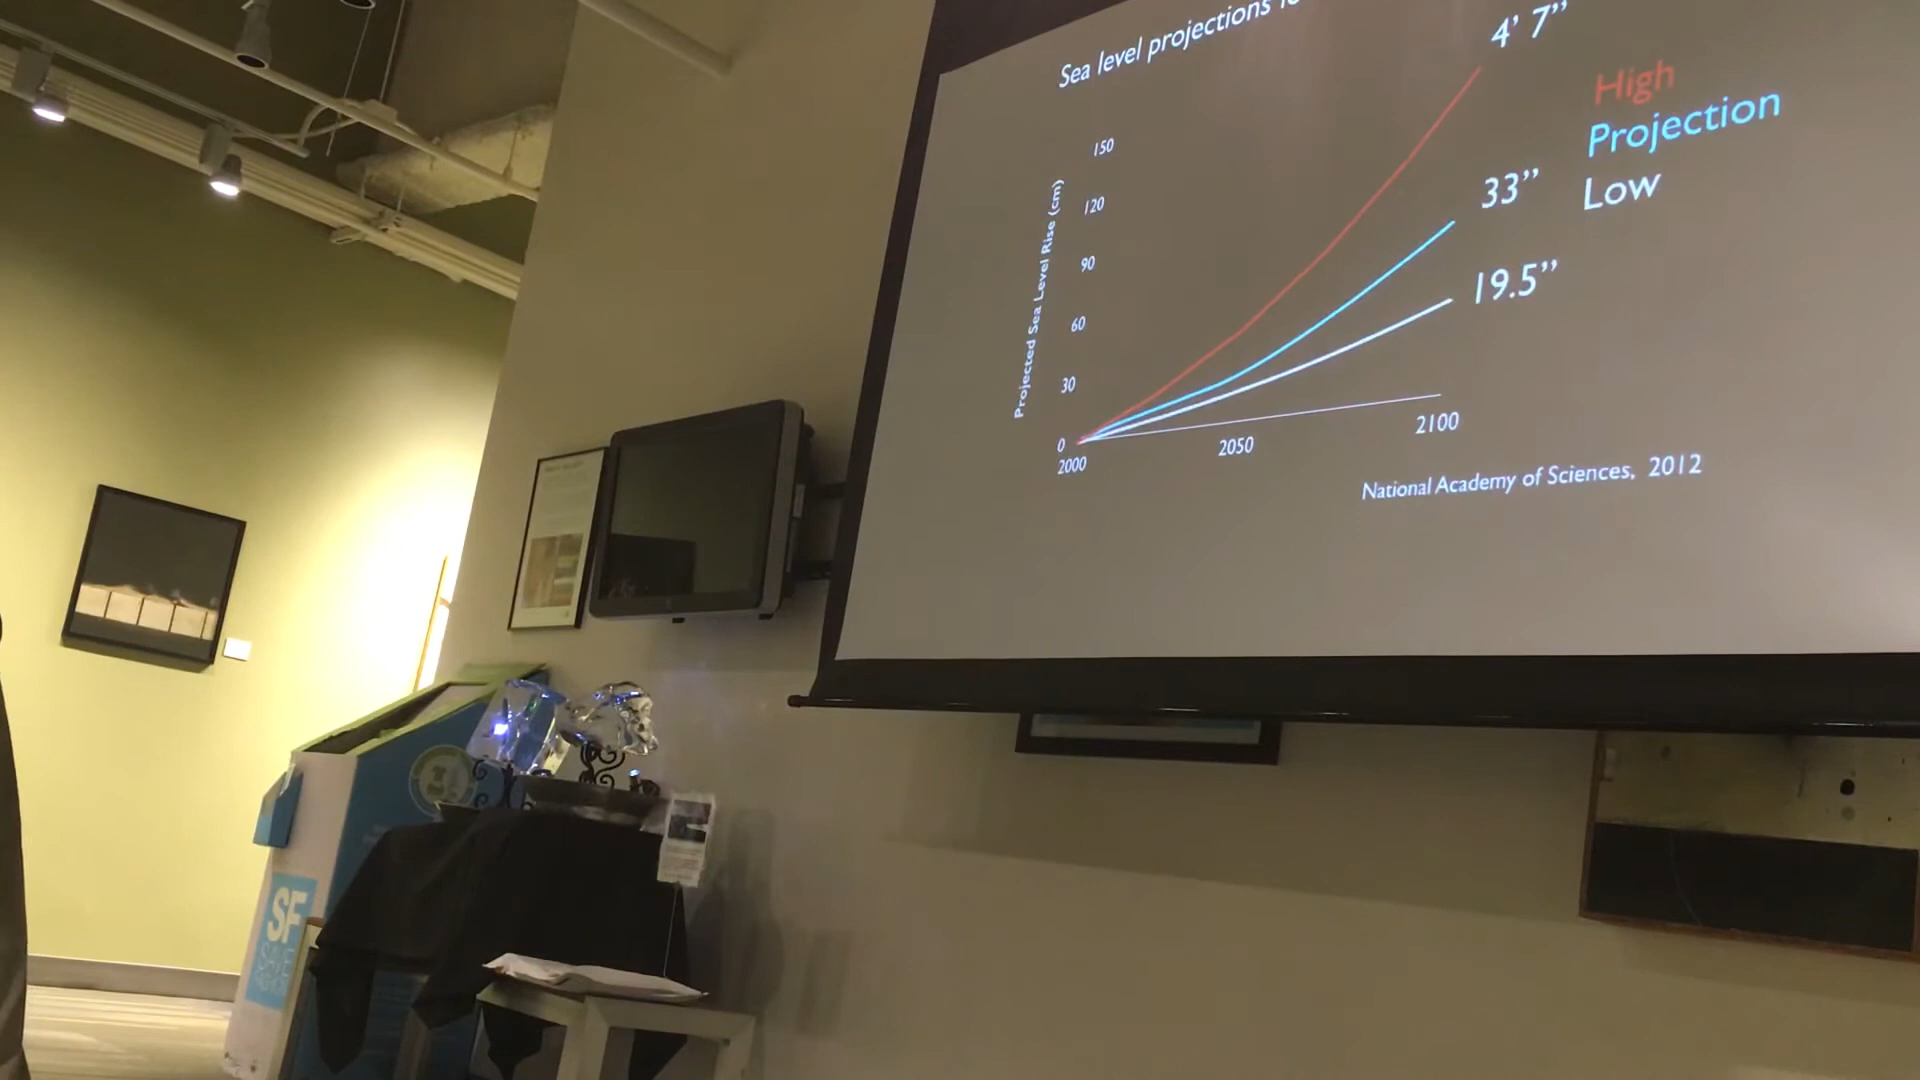 Sea level projections
4’ 7”
High
Projection
Low
33”
19.5”
150
120
90
60
30
0
Projected Sea Level Rise (cm)
2000
2050
2100
National Academy of Sciences, 2012
SF